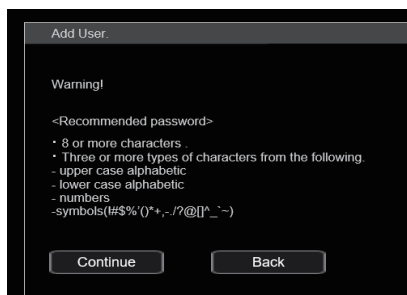 Add User.
Warning!
<Recommended password>
・8 or more characters .
・Three or more types of characters from the following.
- upper case alphabetic
- lower case alphabetic
- numbers
-symbols(!#$%'()*+,-./?@[]^_`~)
Continue
Back